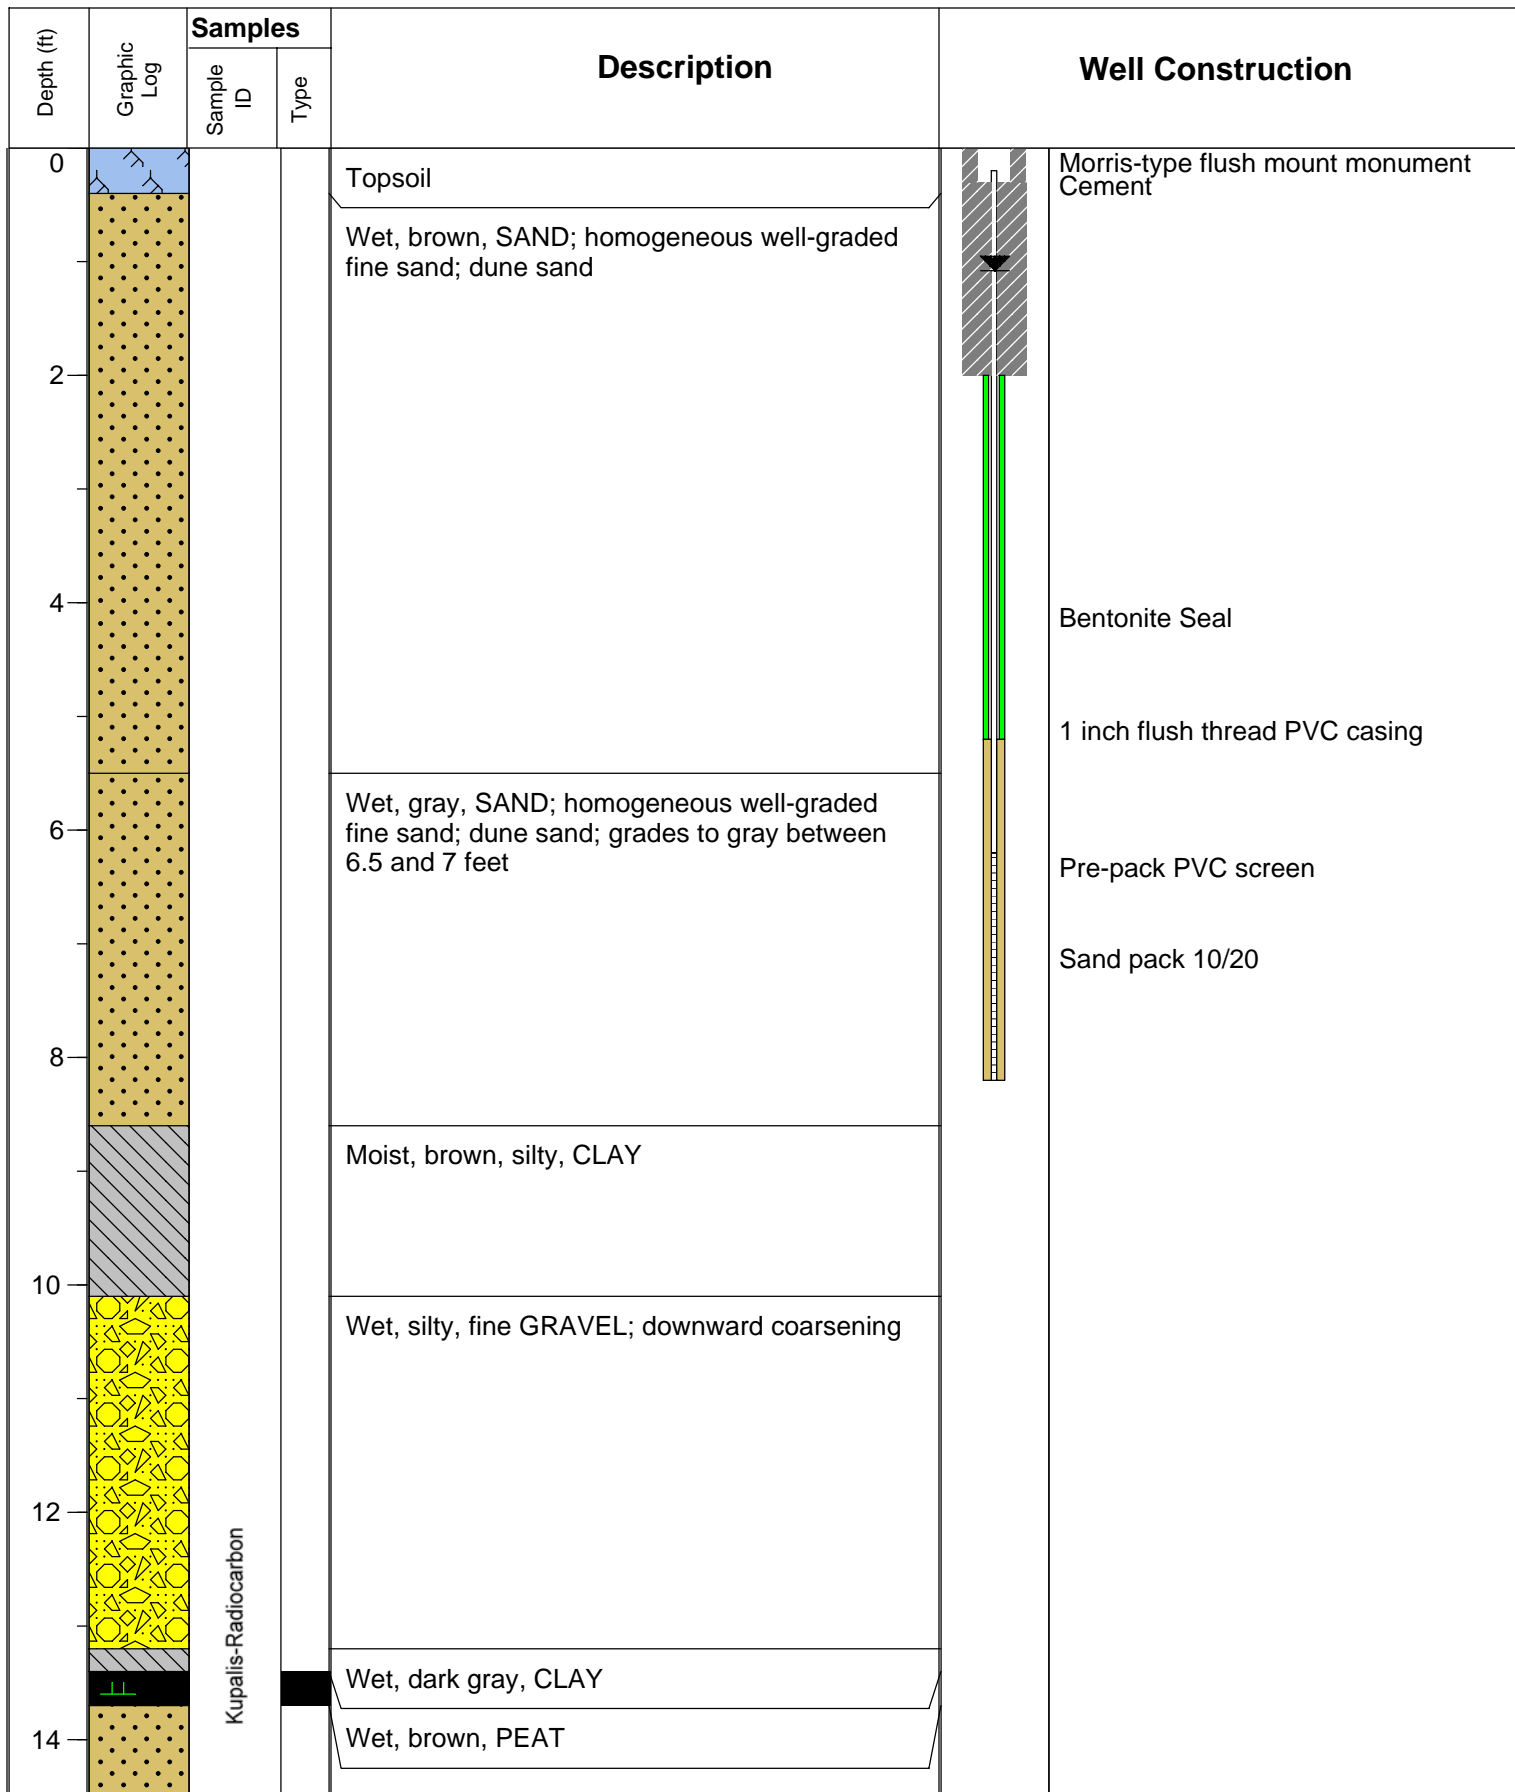 Depth (ft)
Graphic
Log
Samples
Sample
ID
Type
Description
Well Construction
0
Topsoil
Morris-type flush mount monument
Cement
Wet, brown, SAND; homogeneous well-graded
fine sand; dune sand
2
4
Bentonite Seal
1 inch flush thread PVC casing
Wet, gray, SAND; homogeneous well-graded
fine sand; dune sand; grades to gray between
6.5 and 7 feet
6
Pre-pack PVC screen
Sand pack 10/20
8
Moist, brown, silty, CLAY
10
Wet, silty, fine GRAVEL; downward coarsening
12
Kupalis-Radiocarbon
Wet, dark gray, CLAY
Wet, brown, PEAT
14